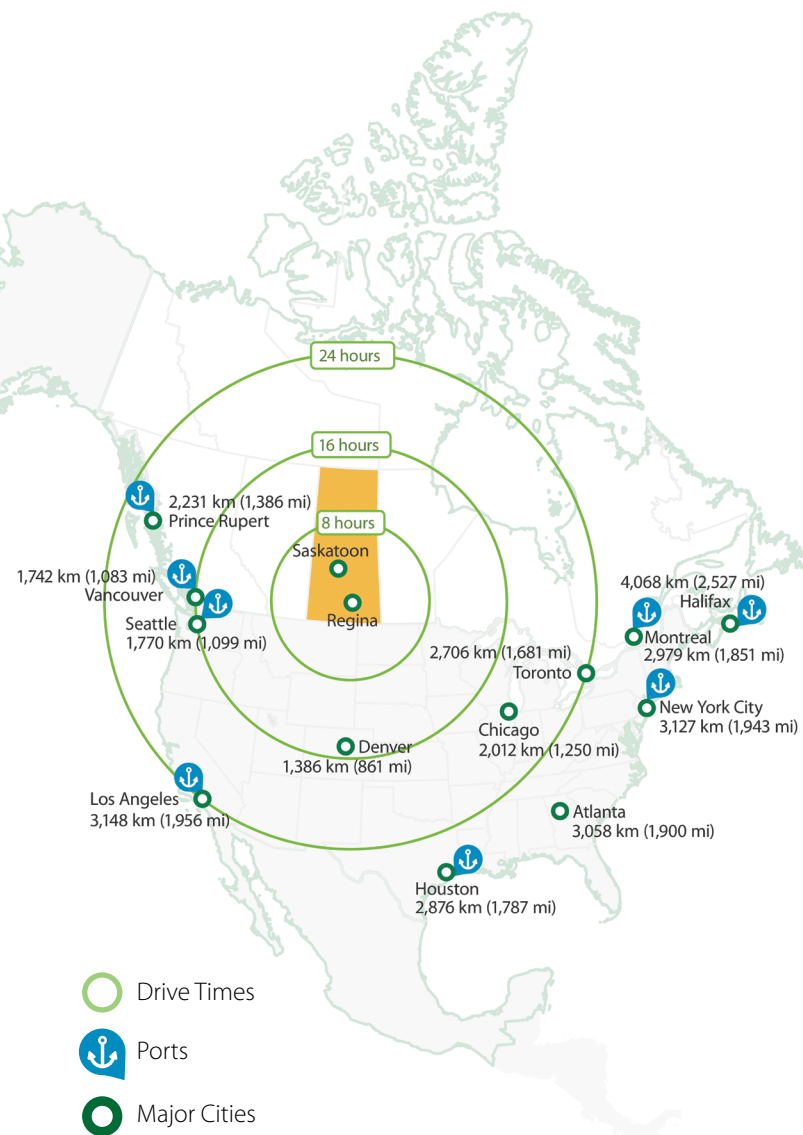 24 hours
16 hours
8 hours
Saskatoon
Regina
2,231 km (1,386 mi)
Prince Rupert
1,742 km (1,083 mi)
Vancouver
Seattle
1,770 km (1,099 mi)
4,068 km (2,527 mi)
Halifax
Montreal
2,979 km (1,851 mi)
2,706 km (1,681 mi)
Toronto
New York City
3,127 km (1,943 mi)
Chicago
2,012 km (1,250 mi)
Denver
1,386 km (861 mi)
Los Angeles
3,148 km (1,956 mi)
Atlanta
3,058 km (1,900 mi)
Houston
2,876 km (1,787 mi)
Drive Times
Ports
Major Cities